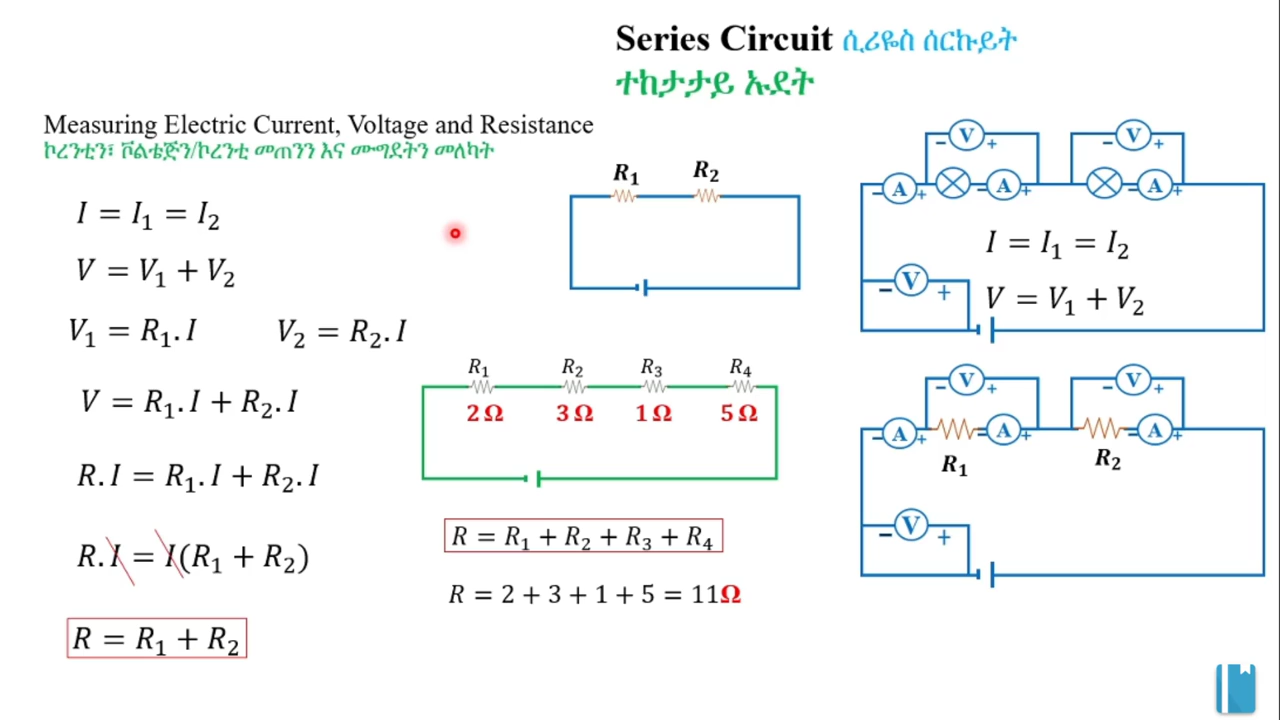 Series Circuit ሲሪዬስ ሰርኩይት
ተከታታይ ኡደት
Measuring Electric Current, Voltage and Resistance
ኮረንቲን፣ ቮልቴጅን/ኮረንቲ መጠንን እና ሙግደትን መለካት
I = I₁ = I₂
V = V₁ + V₂
V₁ = R₁. I V₂ = R₂. I
V = R₁. I + R₂. I
R. I = R₁. I + R₂. I
R. I = I(R₁ + R₂)
R = R₁ + R₂
R₁ R₂
R₁ R₂ R₃ R₄
2 Ω 3 Ω 1 Ω 5 Ω
R = R₁ + R₂ + R₃ + R₄
R = 2 + 3 + 1 + 5 = 11Ω
− V + − V +
− A + − A + − A +
I = I₁ = I₂
− V +
V = V₁ + V₂
− V + − V +
− A + − A + − A +
R₁ R₂
− V +